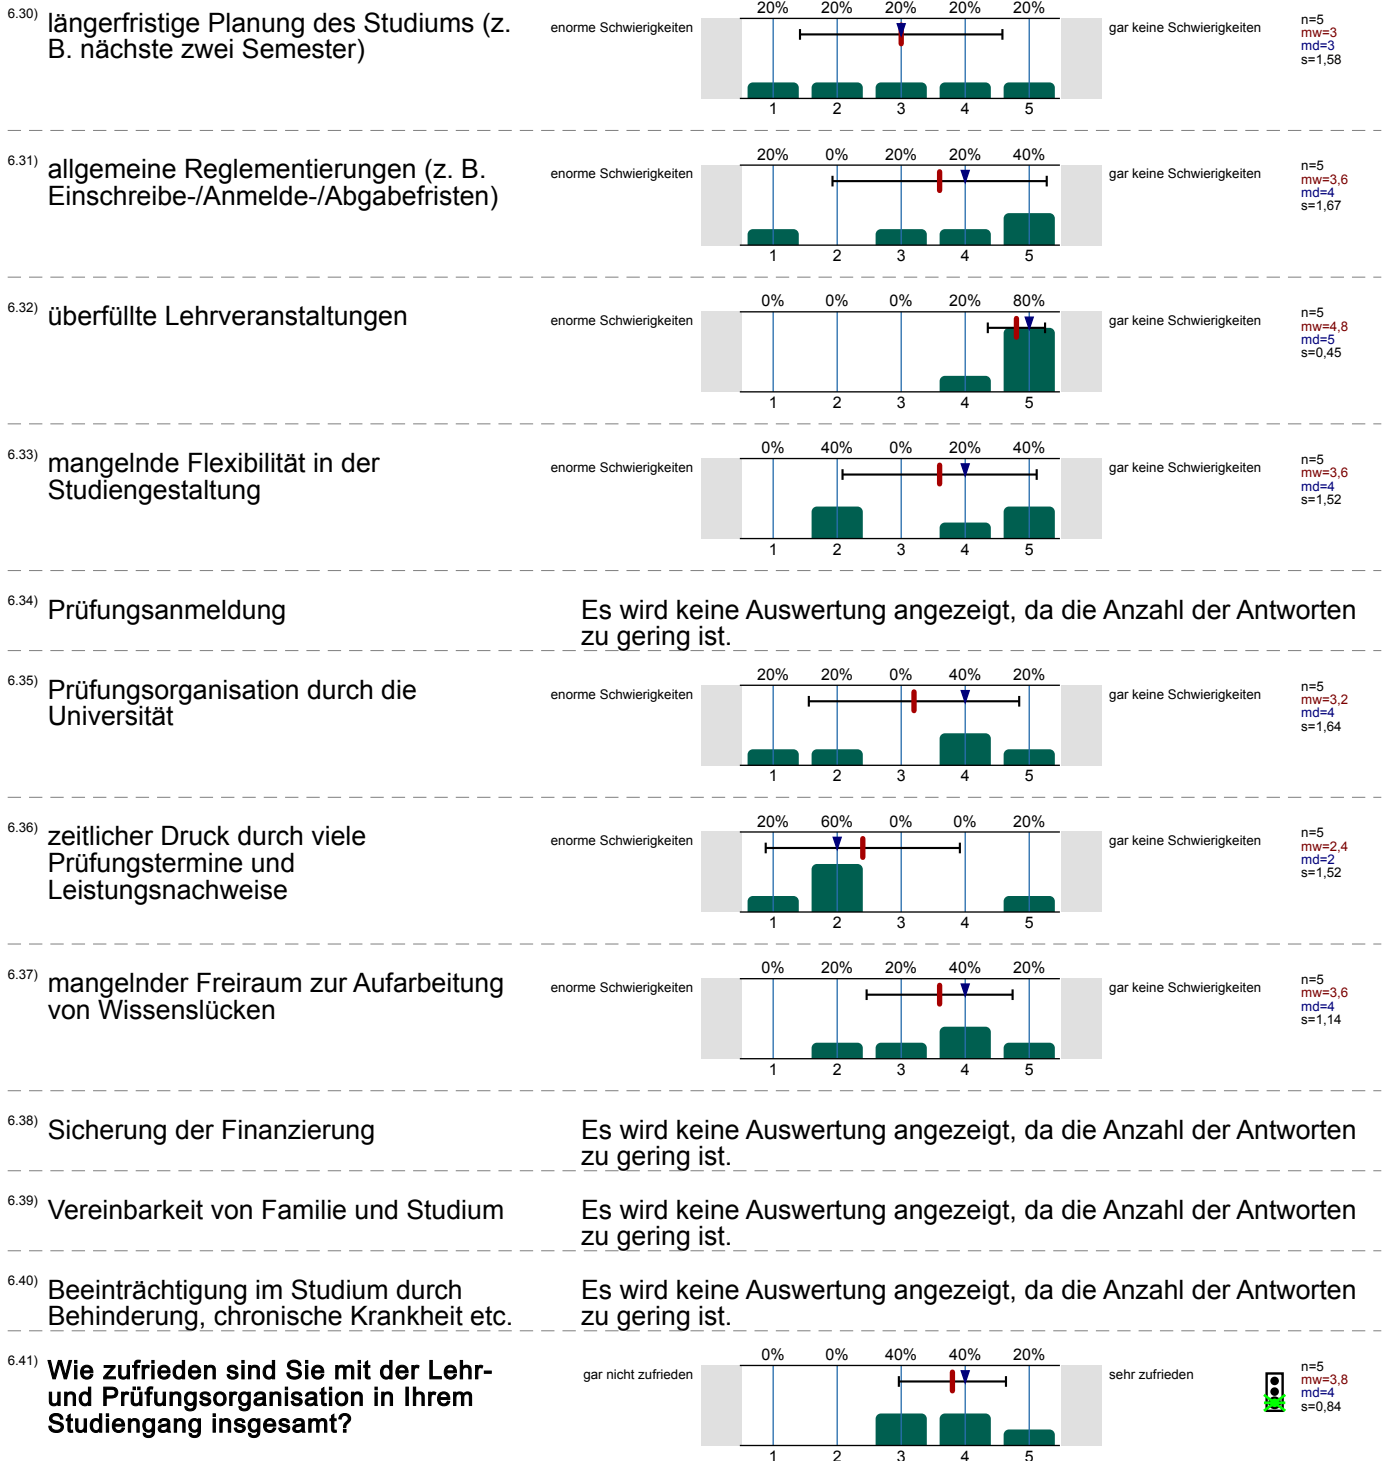 6.30) längerfristige Planung des Studiums (z.
B. nächste zwei Semester)
enorme Schwierigkeiten
20% 20% 20% 20% 20%
1 2 3 4 5
gar keine Schwierigkeiten
n=5
mw=3
md=3
s=1,58
6.31) allgemeine Reglementierungen (z. B.
Einschreibe-/Anmelde-/Abgabefristen)
enorme Schwierigkeiten
20% 0% 20% 20% 40%
1 2 3 4 5
gar keine Schwierigkeiten
n=5
mw=3,6
md=4
s=1,67
6.32) überfüllte Lehrveranstaltungen
enorme Schwierigkeiten
0% 0% 0% 20% 80%
1 2 3 4 5
gar keine Schwierigkeiten
n=5
mw=4,8
md=5
s=0,45
6.33) mangelnde Flexibilität in der
Studiengestaltung
enorme Schwierigkeiten
0% 40% 0% 20% 40%
1 2 3 4 5
gar keine Schwierigkeiten
n=5
mw=3,6
md=4
s=1,52
6.34) Prüfungsanmeldung
Es wird keine Auswertung angezeigt, da die Anzahl der Antworten
zu gering ist.
6.35) Prüfungsorganisation durch die
Universität
enorme Schwierigkeiten
20% 20% 0% 40% 20%
1 2 3 4 5
gar keine Schwierigkeiten
n=5
mw=3,2
md=4
s=1,64
6.36) zeitlicher Druck durch viele
Prüfungstermine und
Leistungsnachweise
enorme Schwierigkeiten
20% 60% 0% 0% 20%
1 2 3 4 5
gar keine Schwierigkeiten
n=5
mw=2,4
md=2
s=1,52
6.37) mangelnder Freiraum zur Aufarbeitung
von Wissenslücken
enorme Schwierigkeiten
0% 20% 20% 40% 20%
1 2 3 4 5
gar keine Schwierigkeiten
n=5
mw=3,6
md=4
s=1,14
6.38) Sicherung der Finanzierung
Es wird keine Auswertung angezeigt, da die Anzahl der Antworten
zu gering ist.
6.39) Vereinbarkeit von Familie und Studium
Es wird keine Auswertung angezeigt, da die Anzahl der Antworten
zu gering ist.
6.40) Beeinträchtigung im Studium durch
Behinderung, chronische Krankheit etc.
Es wird keine Auswertung angezeigt, da die Anzahl der Antworten
zu gering ist.
6.41) Wie zufrieden sind Sie mit der Lehr-
und Prüfungsorganisation in Ihrem
Studiengang insgesamt?
gar nicht zufrieden
0% 0% 40% 40% 20%
1 2 3 4 5
sehr zufrieden
n=5
mw=3,8
md=4
s=0,84